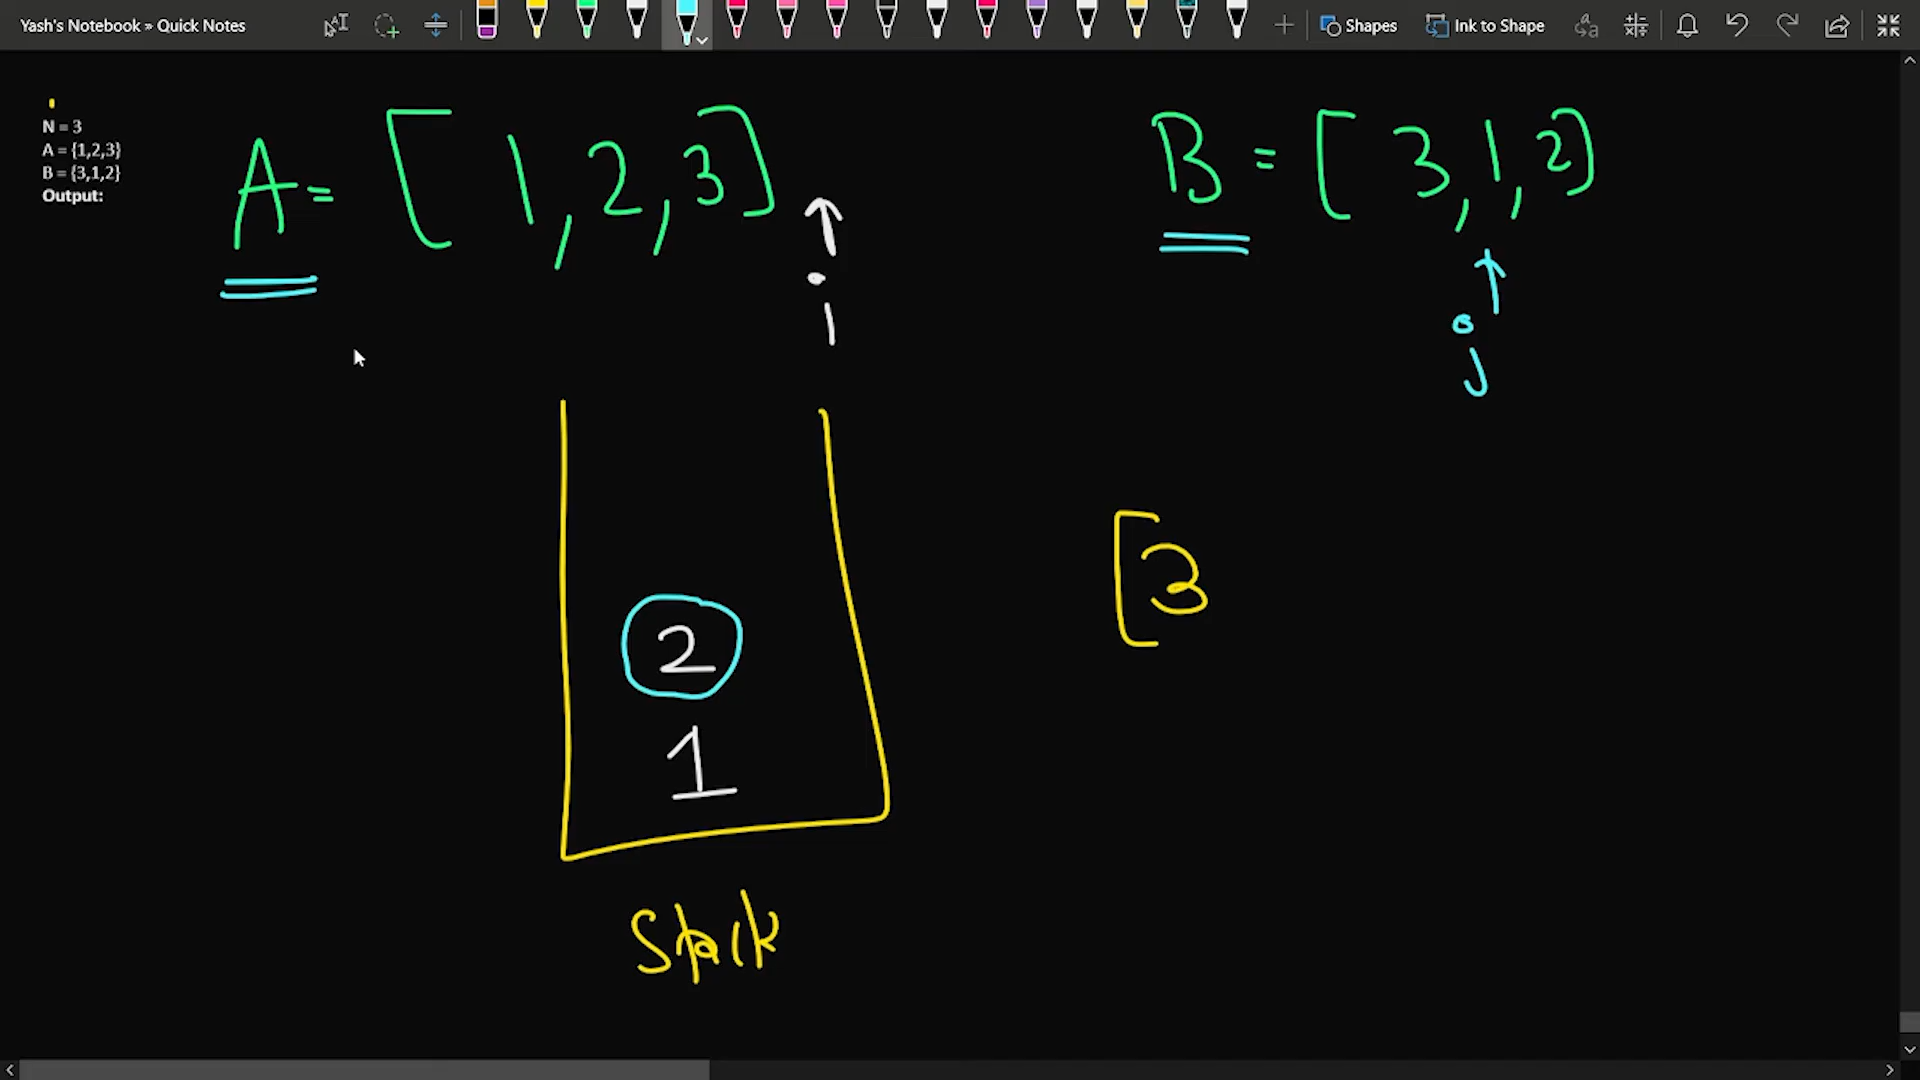 Yash's Notebook » Quick Notes
Shapes
Ink to Shape
N = 3
A = {1,2,3}
B = {3,1,2}
Output:
A = [ 1, 2, 3 ]
B = [ 3, 1, 2 ]
i
j
[3
2
1
Stack